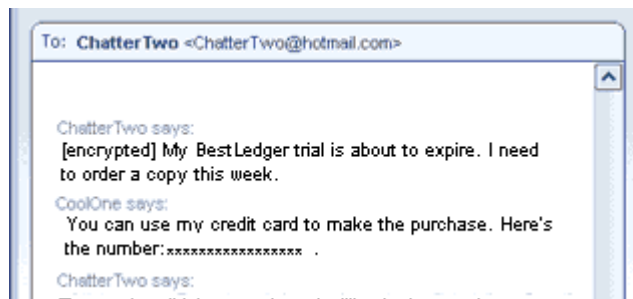 To: ChatterTwo <ChatterTwo@hotmail.com>
ChatterTwo says:
[encrypted] My BestLedger trial is about to expire. I need
to order a copy this week.
CoolOne says:
You can use my credit card to make the purchase. Here's
the number:xxxxxxxxxxxxxxxxx .
ChatterTwo says: